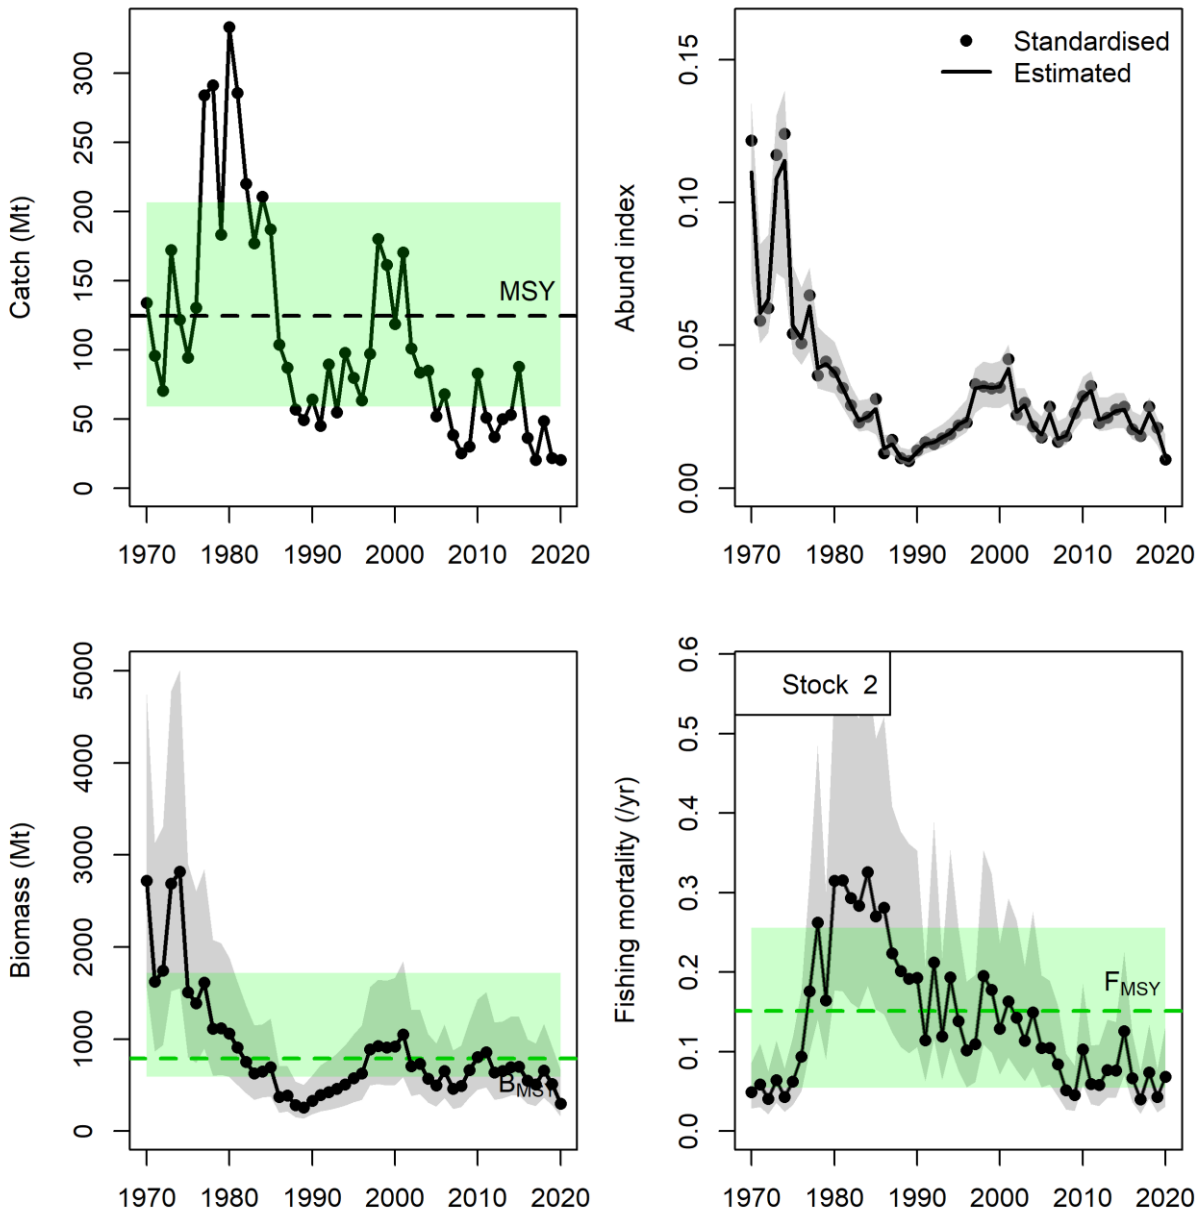 Catch (Mt)
300
250
200
150
100
50
0
MSY
1970 1980 1990 2000 2010 2020
Abund index
0.15
0.10
0.05
0.00
Standardised
Estimated
1970 1980 1990 2000 2010 2020
Biomass (Mt)
5000
4000
3000
2000
1000
0
BMSY
1970 1980 1990 2000 2010 2020
Fishing mortality (/yr)
0.6
0.5
0.4
0.3
0.2
0.1
0.0
Stock 2
FMSY
1970 1980 1990 2000 2010 2020